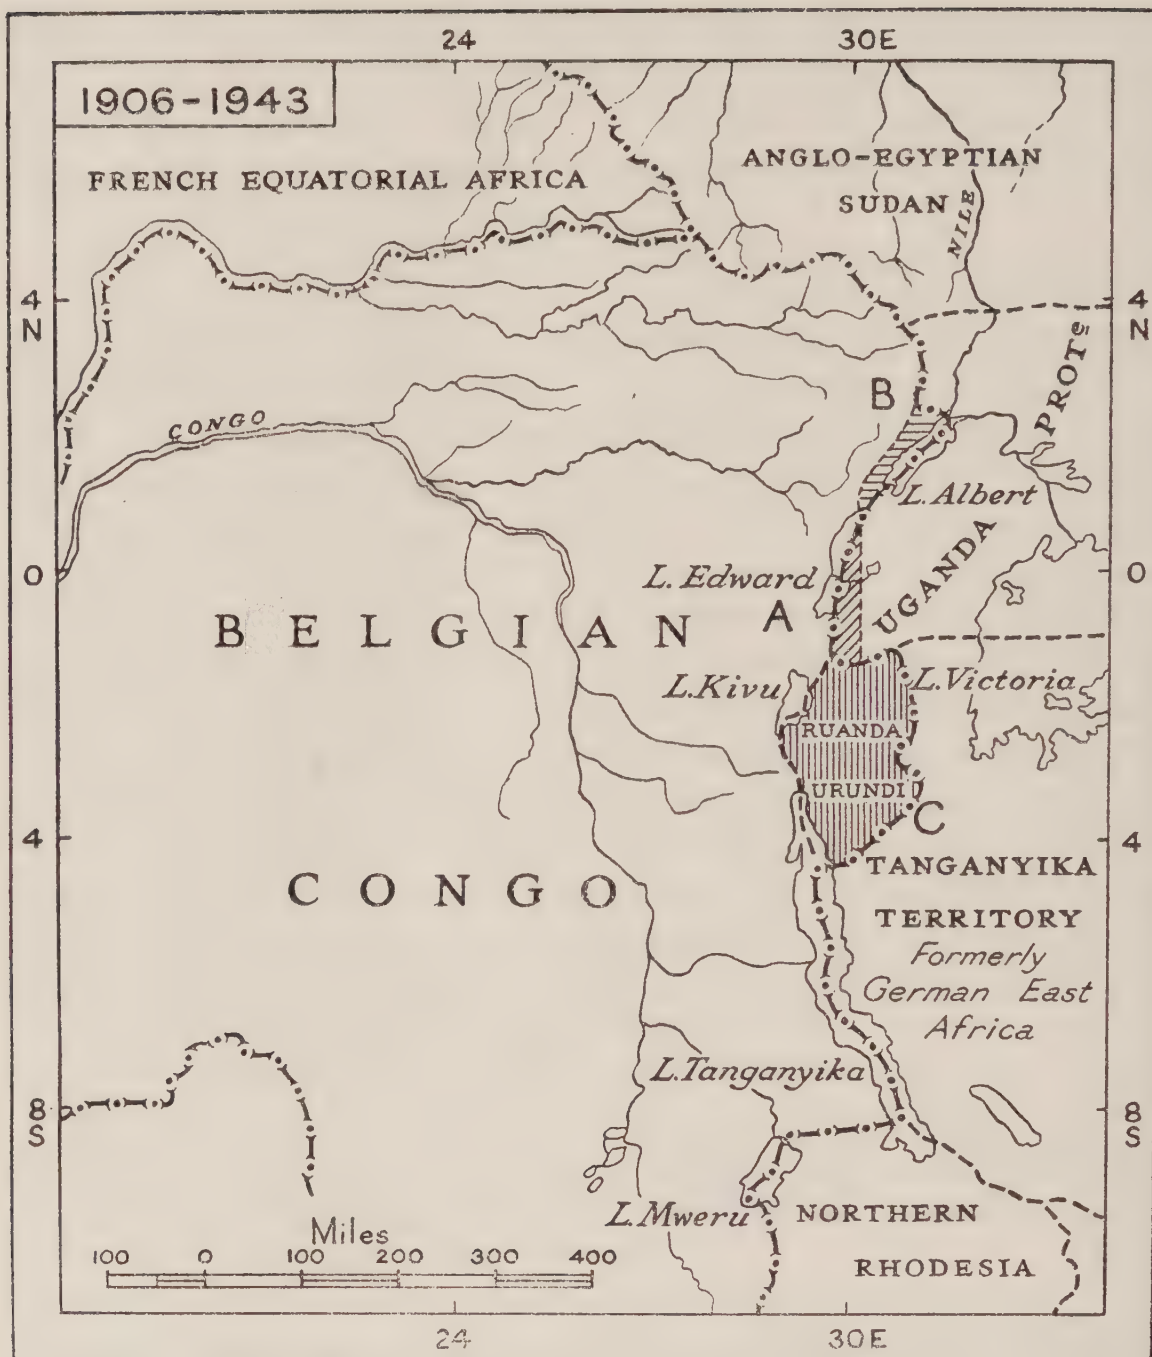 24 30E
1906-1943
FRENCH EQUATORIAL AFRICA
ANGLO-EGYPTIAN
SUDAN
NILE
4
N
4
N
PROTE
CONGO
B
L. Albert
UGANDA
0
0
L. Edward
A
BELGIAN
L. Kivu
L. Victoria
RUANDA
URUNDI
C
4
4
CONGO
TANGANYIKA
TERRITORY
Formerly
German East
Africa
L. Tanganyika
8
S
8
S
L. Mweru
NORTHERN
RHODESIA
Miles
100 0 100 200 300 400
24 30E